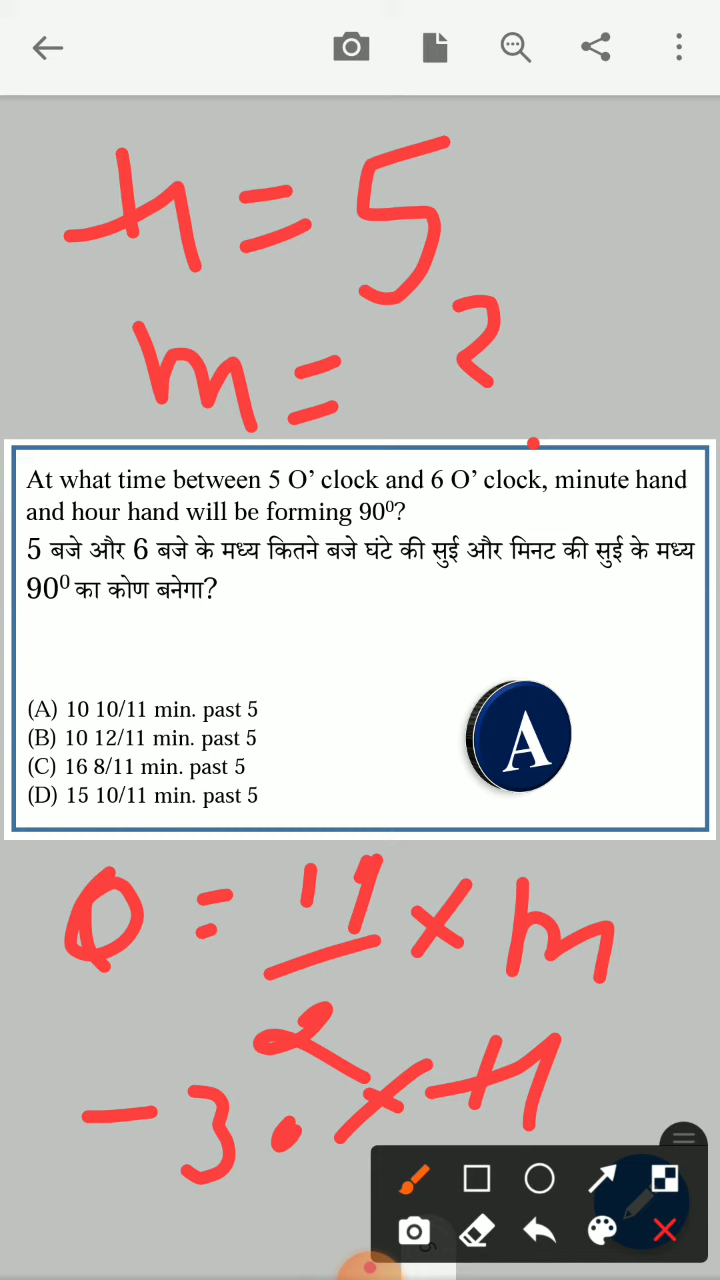 H = 5
m = ?
At what time between 5 O’ clock and 6 O’ clock, minute hand
and hour hand will be forming 90⁰?
5 बजे और 6 बजे के मध्य कितने बजे घंटे की सुई और मिनट की सुई के मध्य
90⁰ का कोण बनेगा?
(A) 10 10/11 min. past 5
(B) 10 12/11 min. past 5
(C) 16 8/11 min. past 5
(D) 15 10/11 min. past 5
A
θ = 11/2 × m
- 30 × H